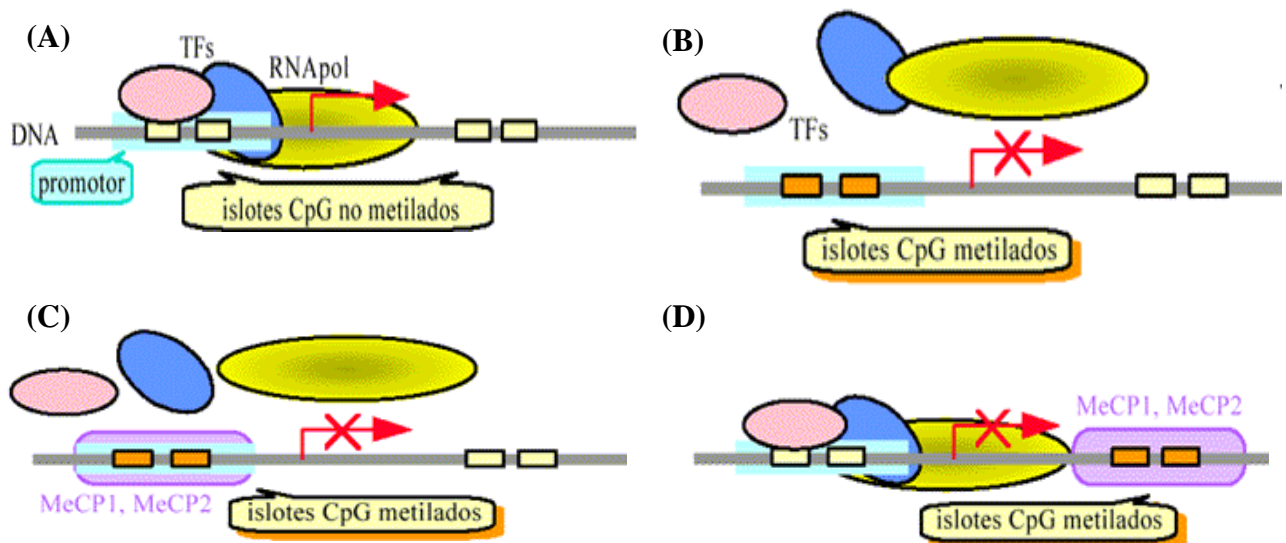 (A)
TFs
RNApol
DNA
promotor
islotes CpG no metilados
(B)
TFs
islotes CpG metilados
(C)
MeCP1, MeCP2
islotes CpG metilados
(D)
MeCP1, MeCP2
islotes CpG metilados